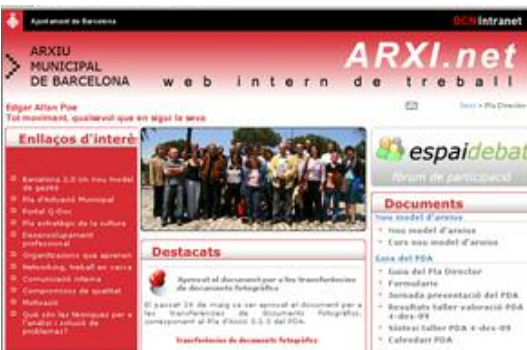 Ajuntament de Barcelona
BCN Intranet
ARXIU
MUNICIPAL
DE BARCELONA
ARXI.net
web intern de treball
Edgar Allan Poe
Tot moviment, qualsevol que en sigui la seva
Inici > Pla Director
Enllaços d'interè
Barcelona 2.0 un nou model
de gestió
Pla d'Actuació Municipal
Portal Q-Doc
Pla estratègic de la cultura
Desenvolupament
professional
Organitzacions que aprenen
Networking, treball en xarxa
Comunicació interna
Compromisos de qualitat
Motivació
Què són les tècniques per a
l'anàlisi i solució de
problemes?
Destacats
Aprovat el document per a les transferències
de documents fotogràfics
El passat 26 de maig va ser aprovat el document per a
les transferències de documents fotogràfics,
corresponent al Pla d'Acció 3.2.3 del PDA.
Transferències de documents fotogràfics
espaidebat
fòrum de participació
Documents
Nou model d'arxius
Nou model d'arxius
Curs nou model d'arxius
Guia del PDA
Guia del Pla Director
Formularis
Jornada presentació del PDA
Resultats taller valoració PDA
4-des-09
Síntesi taller PDA 4-des-09
Calendari PDA